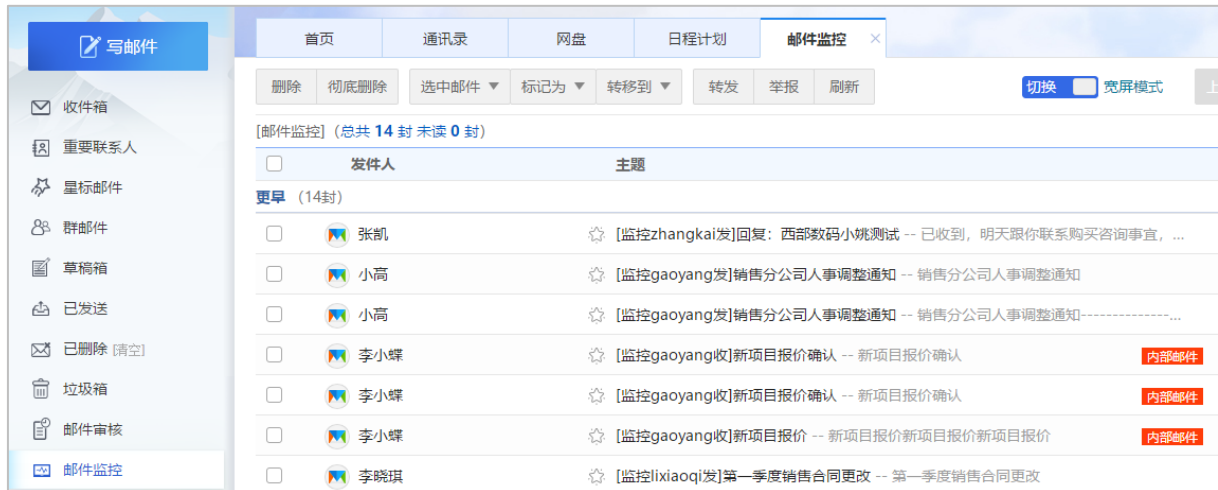 写邮件
收件箱
重要联系人
星标邮件
群邮件
草稿箱
已发送
已删除 [清空]
垃圾箱
邮件审核
邮件监控
首页 通讯录 网盘 日程计划 邮件监控 ×
删除 彻底删除 选中邮件 ▼ 标记为 ▼ 转移到 ▼ 转发 举报 刷新 切换 宽屏模式 上
[邮件监控]（总共 14 封 未读 0 封）
发件人 主题
更早 （14封）
张凯 [监控zhangkai发]回复：西部数码小姚测试 -- 已收到，明天跟你联系购买咨询事宜，...
小高 [监控gaoyang发]销售分公司人事调整通知 -- 销售分公司人事调整通知
小高 [监控gaoyang发]销售分公司人事调整通知 -- 销售分公司人事调整通知--------------...
李小蝶 [监控gaoyang收]新项目报价确认 -- 新项目报价确认 内部邮件
李小蝶 [监控gaoyang收]新项目报价确认 -- 新项目报价确认 内部邮件
李小蝶 [监控gaoyang收]新项目报价 -- 新项目报价新项目报价新项目报价 内部邮件
李晓琪 [监控lixiaoqi发]第一季度销售合同更改 -- 第一季度销售合同更改